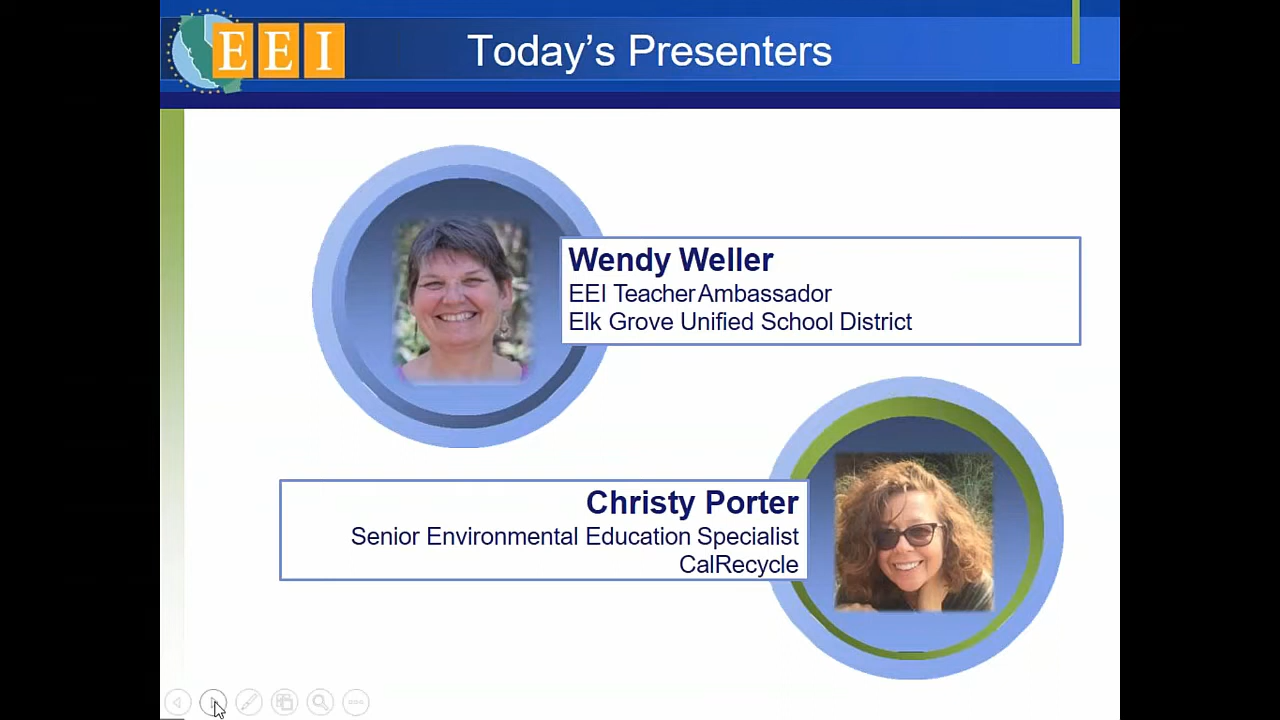 EEI
Today's Presenters
Wendy Weller
EEI Teacher Ambassador
Elk Grove Unified School District
Christy Porter
Senior Environmental Education Specialist
CalRecycle